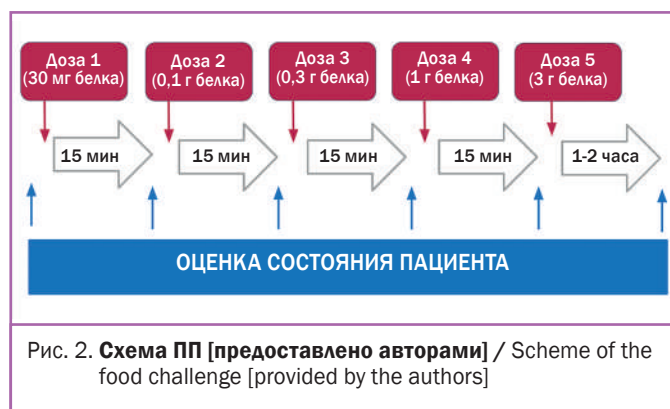 Доза 1
(30 мг белка)
Доза 2
(0,1 г белка)
Доза 3
(0,3 г белка)
Доза 4
(1 г белка)
Доза 5
(3 г белка)
15 мин
15 мин
15 мин
15 мин
1-2 часа
ОЦЕНКА СОСТОЯНИЯ ПАЦИЕНТА
Рис. 2. Схема ПП [предоставлено авторами] / Scheme of the
food challenge [provided by the authors]